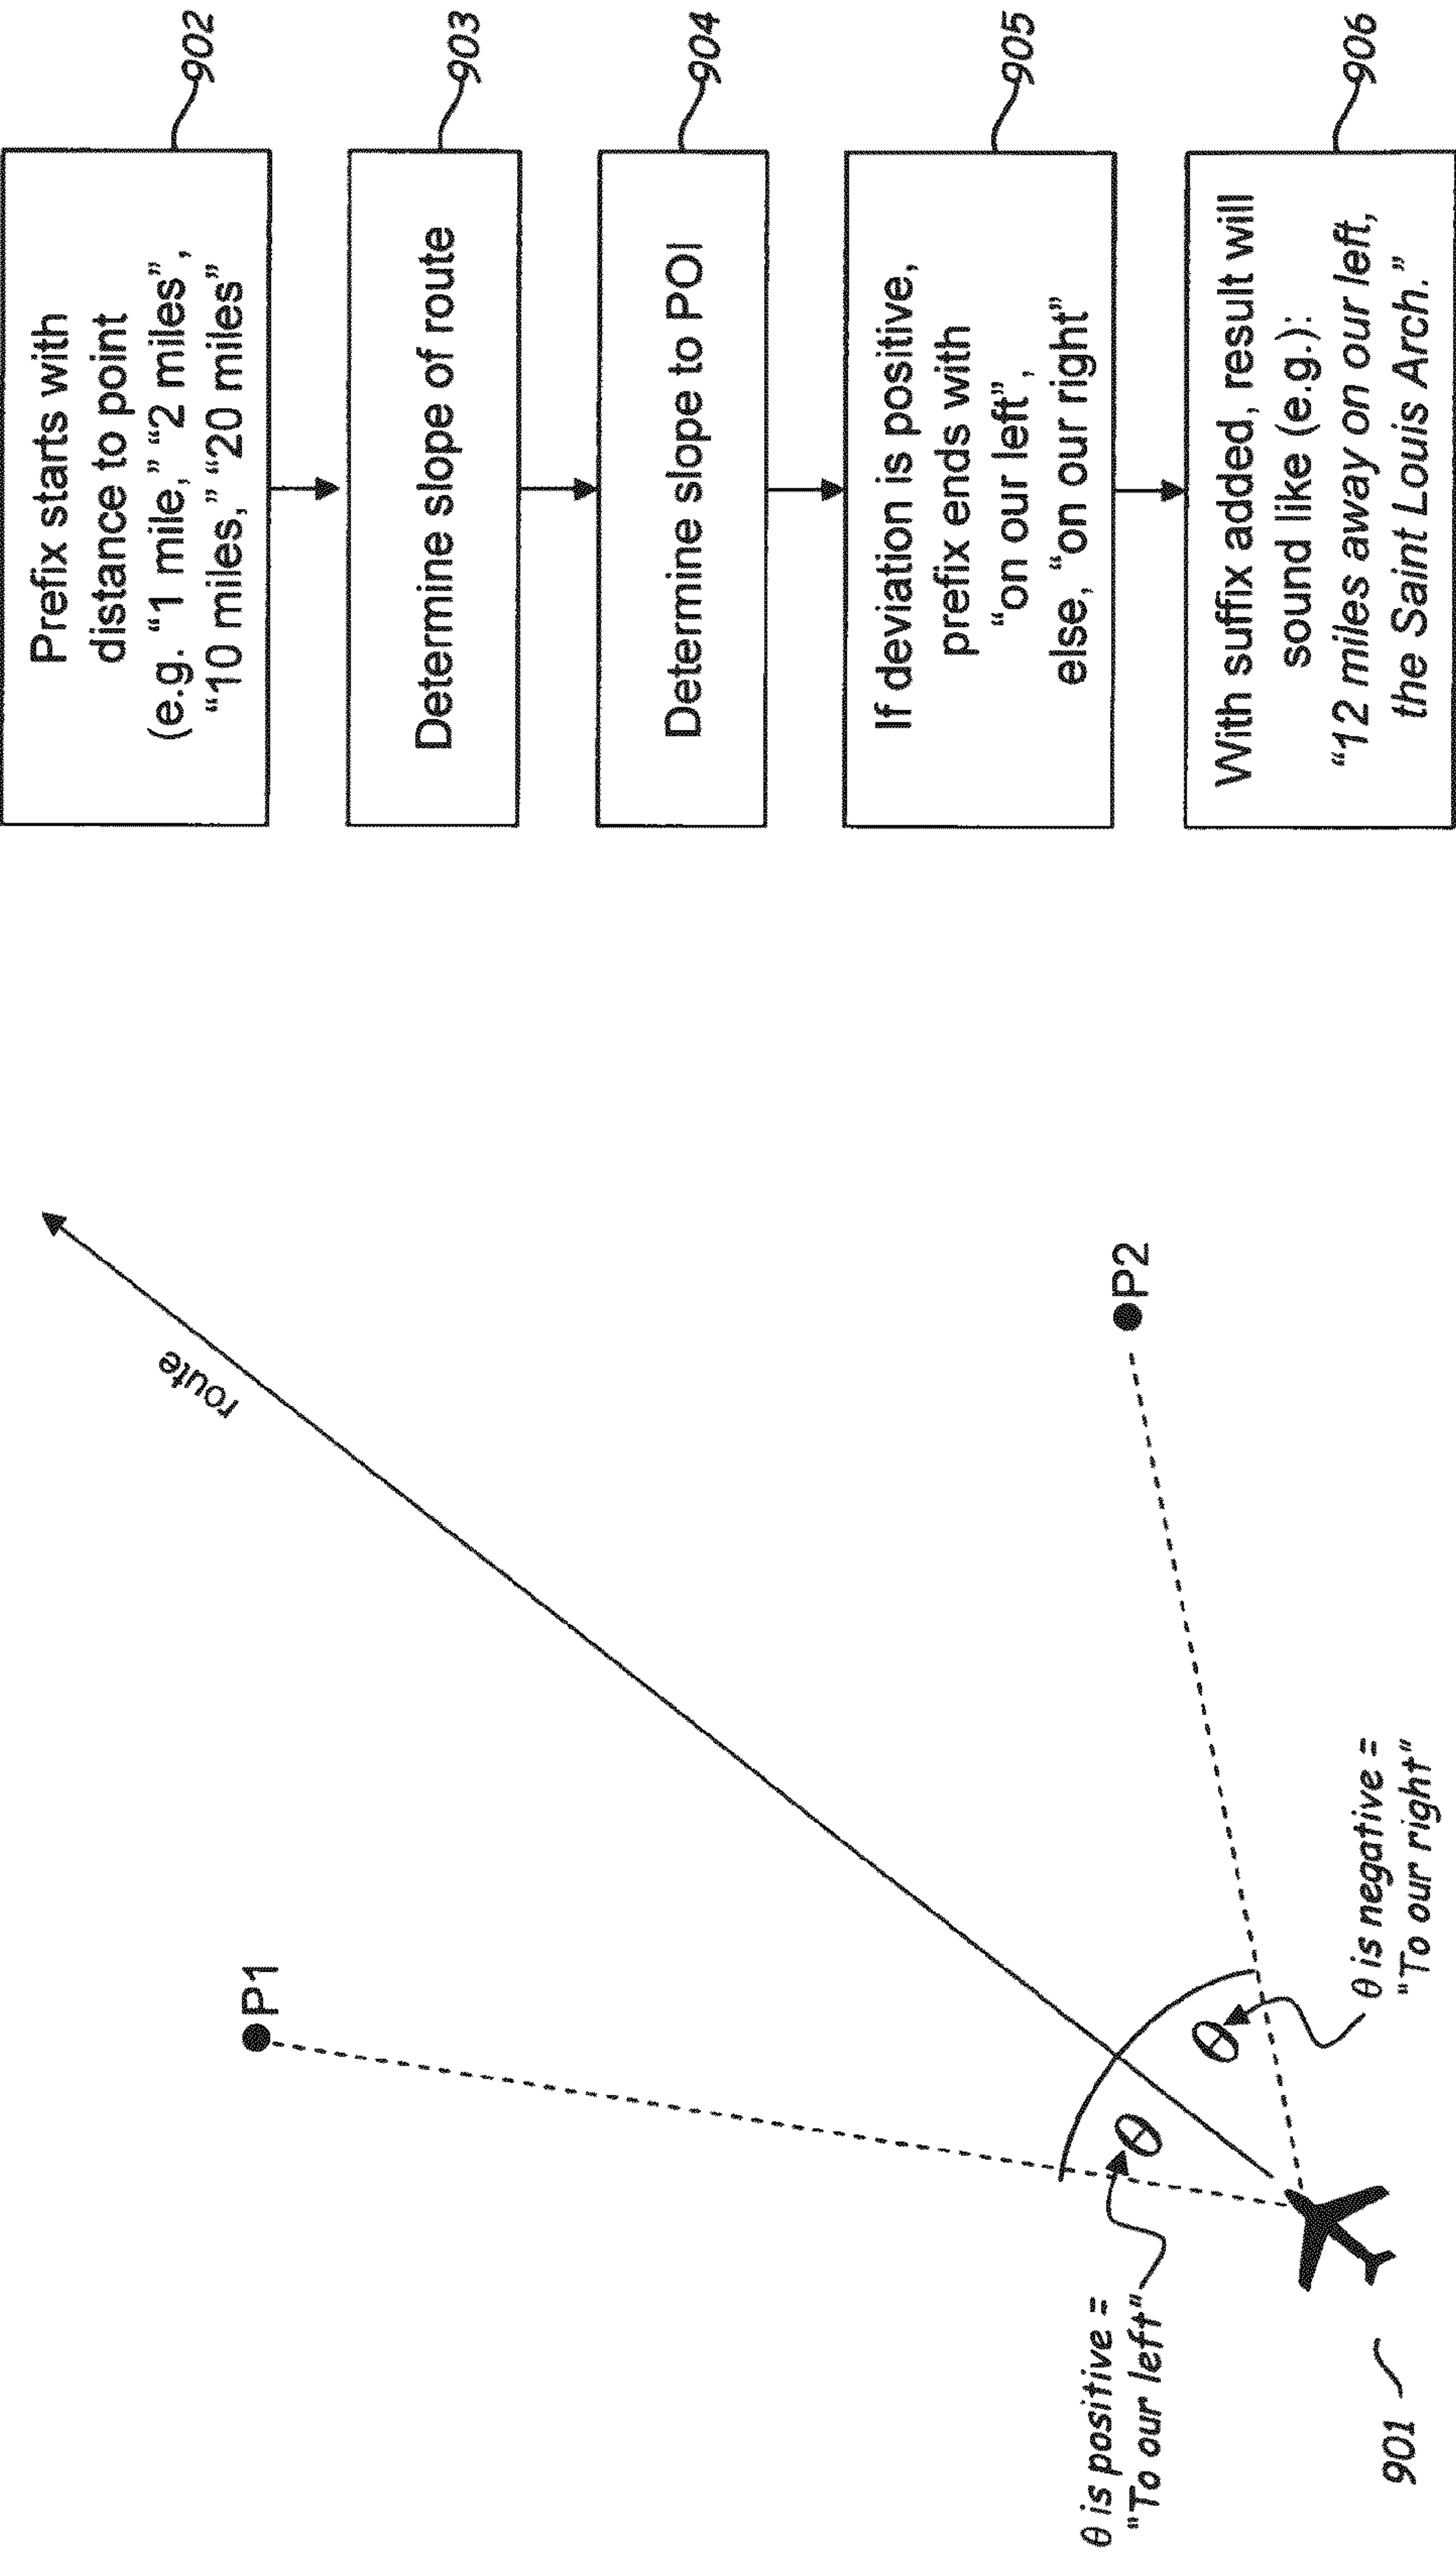 route
P1
P2
θ
θ
θ is positive =
"To our left"
θ is negative =
"To our right"
901
Prefix starts with
distance to point
(e.g. “1 mile,” “2 miles”,
“10 miles,” “20 miles”
902
Determine slope of route
903
Determine slope to POI
904
If deviation is positive,
prefix ends with
“on our left”,
else, “on our right”
905
With suffix added, result will
sound like (e.g.):
“12 miles away on our left,
the Saint Louis Arch.”
906